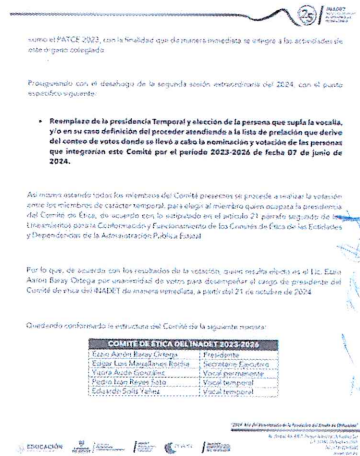 como el PATCE 2023, con la finalidad que de manera inmediata se integre a las actividades de
este órgano colegiado.
Prosiguiendo con el desahogo de la segunda sesión extraordinaria del 2024, con el punto
específico siguiente:
• Reemplazo de la presidencia Temporal y elección de la persona que supla la vocalía,
y/o en su caso definición del proceder atendiendo a la lista de prelación que derive
del conteo de votos donde se llevó a cabo la nominación y votación de las personas
que integrarían este Comité por el período 2023-2026 de fecha 07 de junio de
2024.
Así mismo estando todos los miembros del Comité presentes se procede a realizar la votación
entre los miembros de carácter temporal, para elegir al miembro quien ocupará la presidencia
del Comité de Ética, de acuerdo con lo estipulado en el artículo 21 párrafo segundo de los
Lineamientos para la Conformación y Funcionamiento de los Comités de Ética de las Entidades
y Dependencias de la Administración Pública Estatal.
Por lo que, de acuerdo con los resultados de la votación, quien resulta electo es el Lic. Ezzio
Aarón Baray Ortega por unanimidad de votos para desempeñar el cargo de presidente del
Comité de ética del INADET de manera inmediata, a partir del 21 de octubre de 2024.
Quedando conformada la estructura del Comité de la siguiente manera:
COMITÉ DE ÉTICA DEL INADET 2023-2026
Ezzio Aarón Baray Ortega Presidente
Edgar Luis Magallanes Rocha Secretario Ejecutivo
Yadira Aude González Vocal permanente
Pedro Iván Reyes Soto Vocal temporal
Eduardo Solís Yáñez Vocal temporal
EDUCACIÓN